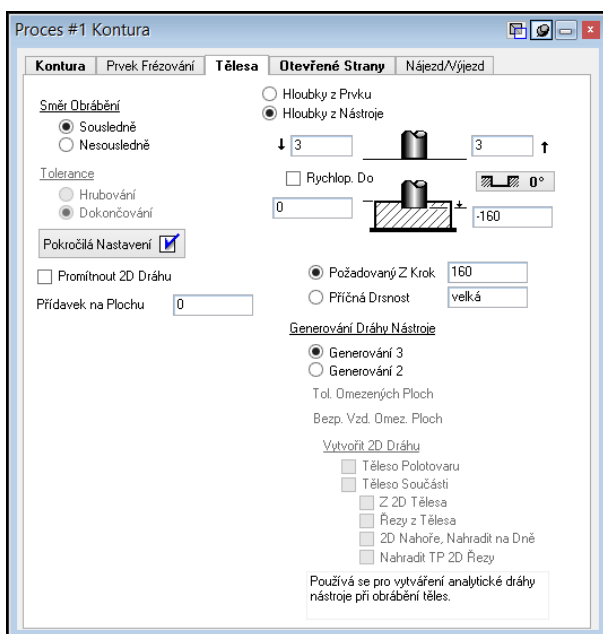 Proces #1 Kontura
Kontura Prvek Frézování Tělesa Otevřené Strany Nájezd/Výjezd
Směr Obrábění
Sousledně
Nesousledně
Tolerance
Hrubování
Dokončování
Pokročilá Nastavení
Promítnout 2D Dráhu
Přídavek na Plochu 0
Hloubky z Prvku
Hloubky z Nástroje
3 3
Rychlop. Do 0°
0 -160
Požadovaný Z Krok 160
Příčná Drsnost velká
Generování Dráhy Nástroje
Generování 3
Generování 2
Tol. Omezených Ploch
Bezp. Vzd. Omez. Ploch
Vytvořit 2D Dráhu
Těleso Polotovaru
Těleso Součásti
Z 2D Tělesa
Řezy z Tělesa
2D Nahoře, Nahradit na Dně
Nahradit TP 2D Řezy
Používá se pro vytváření analytické dráhy
nástroje při obrábění těles.